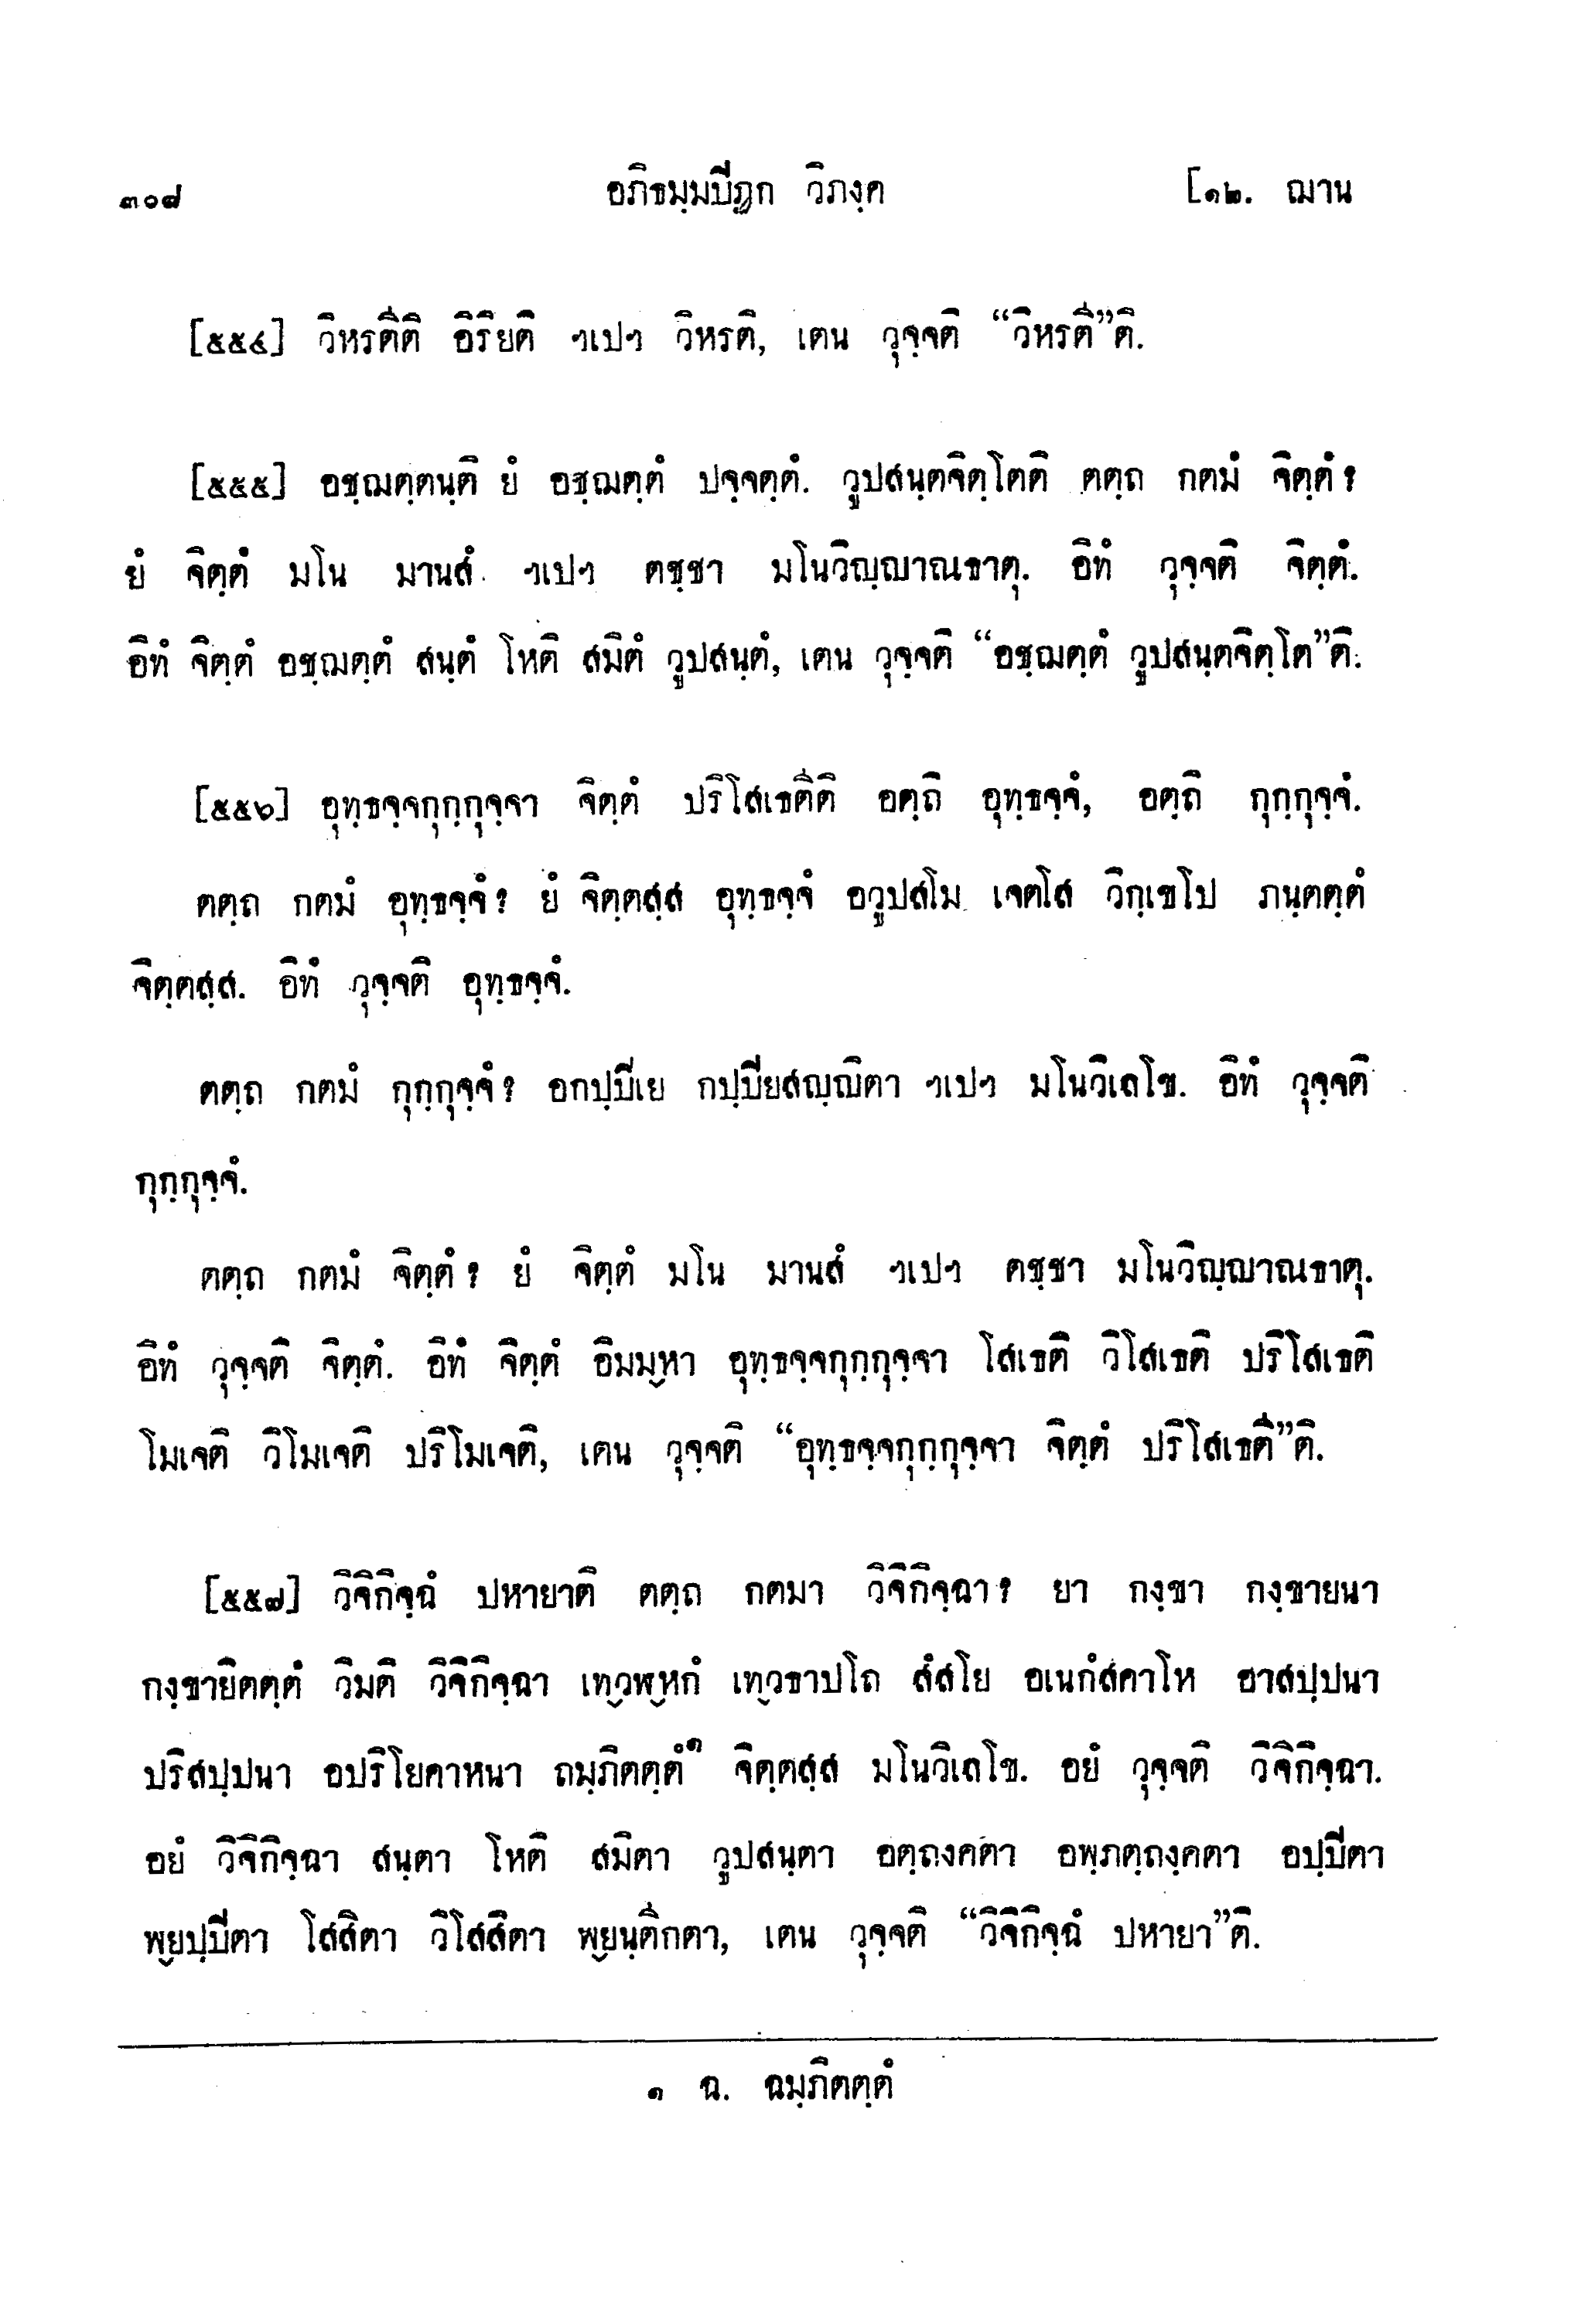 ๓๐๘ อภิธมฺมปิฏก วิภงฺค [๑๒. ฌาน
[๕๕๔] วิหรตีติ อิริยติ ฯเปฯ วิหรติ, เตน วุจฺจติ “วิหรตี”ติ.
[๕๕๕] อชฺฌตฺตนฺติ ยํ อชฺฌตฺตํ ปจฺจตฺตํ. วูปสนฺตจิตฺโตติ ตตฺถ กตมํ จิตฺตํ?
ยํ จิตฺตํ มโน มานสํ ฯเปฯ ตชฺชา มโนวิญฺญาณธาตุ. อิทํ วุจฺจติ จิตฺตํ.
อิทํ จิตฺตํ อชฺฌตฺตํ สนฺตํ โหติ สมิตํ วูปสนฺตํ, เตน วุจฺจติ “อชฺฌตฺตํ วูปสนฺตจิตฺโต”ติ.
[๕๕๖] อุทฺธจฺจกุกฺกุจฺจา จิตฺตํ ปริโสเธตีติ อตฺถิ อุทฺธจฺจํ, อตฺถิ กุกฺกุจฺจํ.
ตตฺถ กตมํ อุทฺธจฺจํ? ยํ จิตฺตสฺส อุทฺธจฺจํ อวูปสโม เจตโส วิกฺเขโป ภนฺตตฺตํ
จิตฺตสฺส. อิทํ วุจฺจติ อุทฺธจฺจํ.
ตตฺถ กตมํ กุกฺกุจฺจํ? อกปฺปิเย กปฺปิยสญฺญิตา ฯเปฯ มโนวิเลโข. อิทํ วุจฺจติ
กุกฺกุจฺจํ.
ตตฺถ กตมํ จิตฺตํ? ยํ จิตฺตํ มโน มานสํ ฯเปฯ ตชฺชา มโนวิญฺญาณธาตุ.
อิทํ วุจฺจติ จิตฺตํ. อิทํ จิตฺตํ อิมมฺหา อุทฺธจฺจกุกฺกุจฺจา โสเธติ วิโสเธติ ปริโสเธติ
โมเจติ วิโมเจติ ปริโมเจติ, เตน วุจฺจติ “อุทฺธจฺจกุกฺกุจฺจา จิตฺตํ ปริโสเธตี”ติ.
[๕๕๗] วิจิกิจฺฉํ ปหายาติ ตตฺถ กตมา วิจิกิจฺฉา? ยา กงฺขา กงฺขายนา
กงฺขายิตตฺตํ วิมติ วิจิกิจฺฉา เทฺวฬฺหกํ เทฺวธาปโถ สํสโย อเนกํสคาโห อาสปฺปนา
ปริสปฺปนา อปริโยคาหนา ถมฺภิตตฺตํ๑ จิตฺตสฺส มโนวิเลโข. อยํ วุจฺจติ วิจิกิจฺฉา.
อยํ วิจิกิจฺฉา สนฺตา โหติ สมิตา วูปสนฺตา อตฺถงฺคตา อพฺภตฺถงฺคตา อปฺปิตา
พฺยปฺปิตา โสสิตา วิโสสิตา พฺยนฺตีกตา, เตน วุจฺจติ “วิจิกิจฺฉํ ปหายา”ติ.
๑ ฉ. ฉมฺภิตตฺตํ